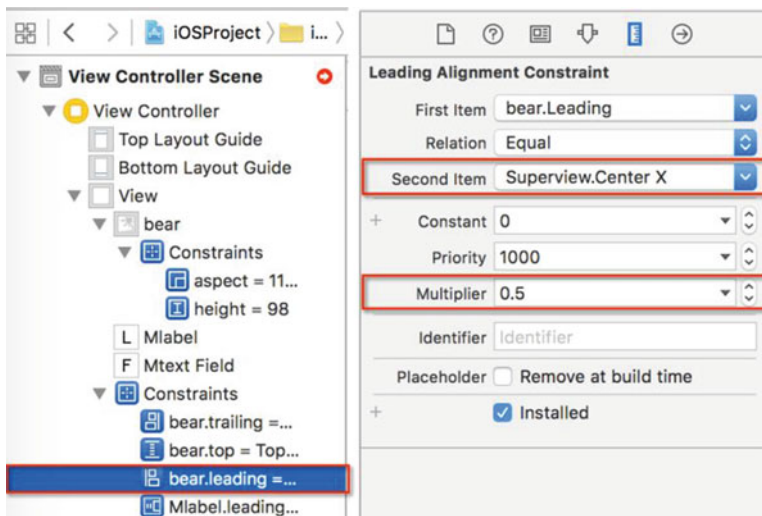 iOSProject
i...
View Controller Scene
View Controller
Top Layout Guide
Bottom Layout Guide
View
bear
Constraints
aspect = 11...
height = 98
L Mlabel
F Mtext Field
Constraints
bear.trailing =...
bear.top = Top...
bear.leading =...
Mlabel.leading...
Leading Alignment Constraint
First Item bear.Leading
Relation Equal
Second Item Superview.Center X
+ Constant 0
Priority 1000
Multiplier 0.5
Identifier Identifier
Placeholder Remove at build time
+ Installed